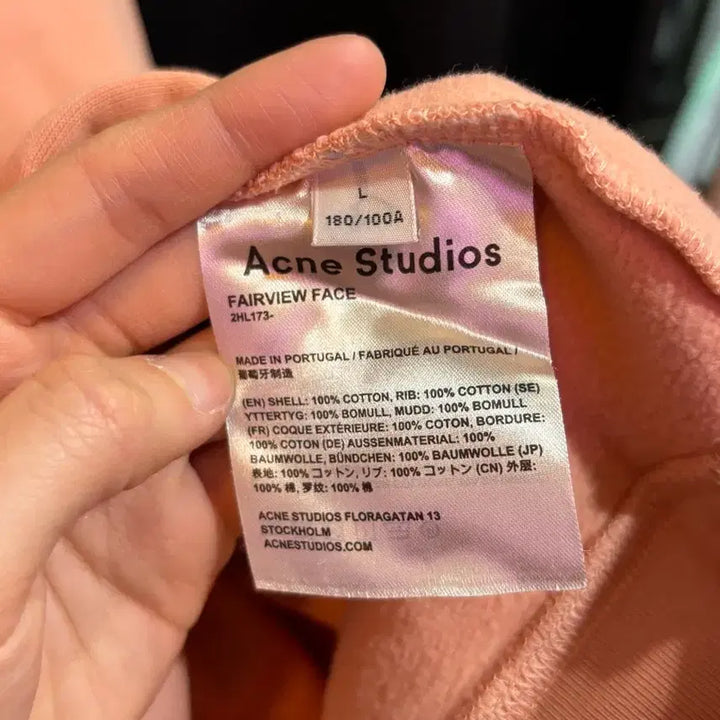 L
180/100A
Acne Studios
FAIRVIEW FACE
2HL173-
MADE IN PORTUGAL / FABRIQUÉ AU PORTUGAL /
葡萄牙制造
(EN) SHELL: 100% COTTON, RIB: 100% COTTON (SE)
YTTERTYG: 100% BOMULL, MUDD: 100% BOMULL
(FR) COQUE EXTÉRIEURE: 100% COTON, BORDURE:
100% COTON (DE) AUSSENMATERIAL: 100%
BAUMWOLLE, BÜNDCHEN: 100% BAUMWOLLE (JP)
表地: 100% コットン, リブ: 100% コットン (CN) 外服:
100% 棉, 罗纹: 100% 棉
ACNE STUDIOS FLORAGATAN 13
STOCKHOLM
ACNESTUDIOS.COM